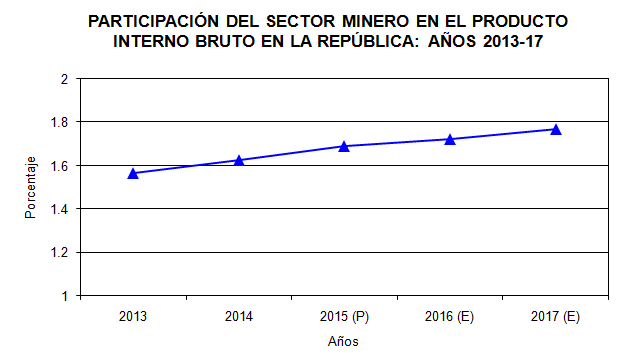 PARTICIPACIÓN DEL SECTOR MINERO EN EL PRODUCTO
INTERNO BRUTO EN LA REPÚBLICA:  AÑOS 2013-17
2
1.8
1.6
1.4
1.2
1
Porcentaje
2013
2014
2015 (P)
2016 (E)
2017 (E)
Años